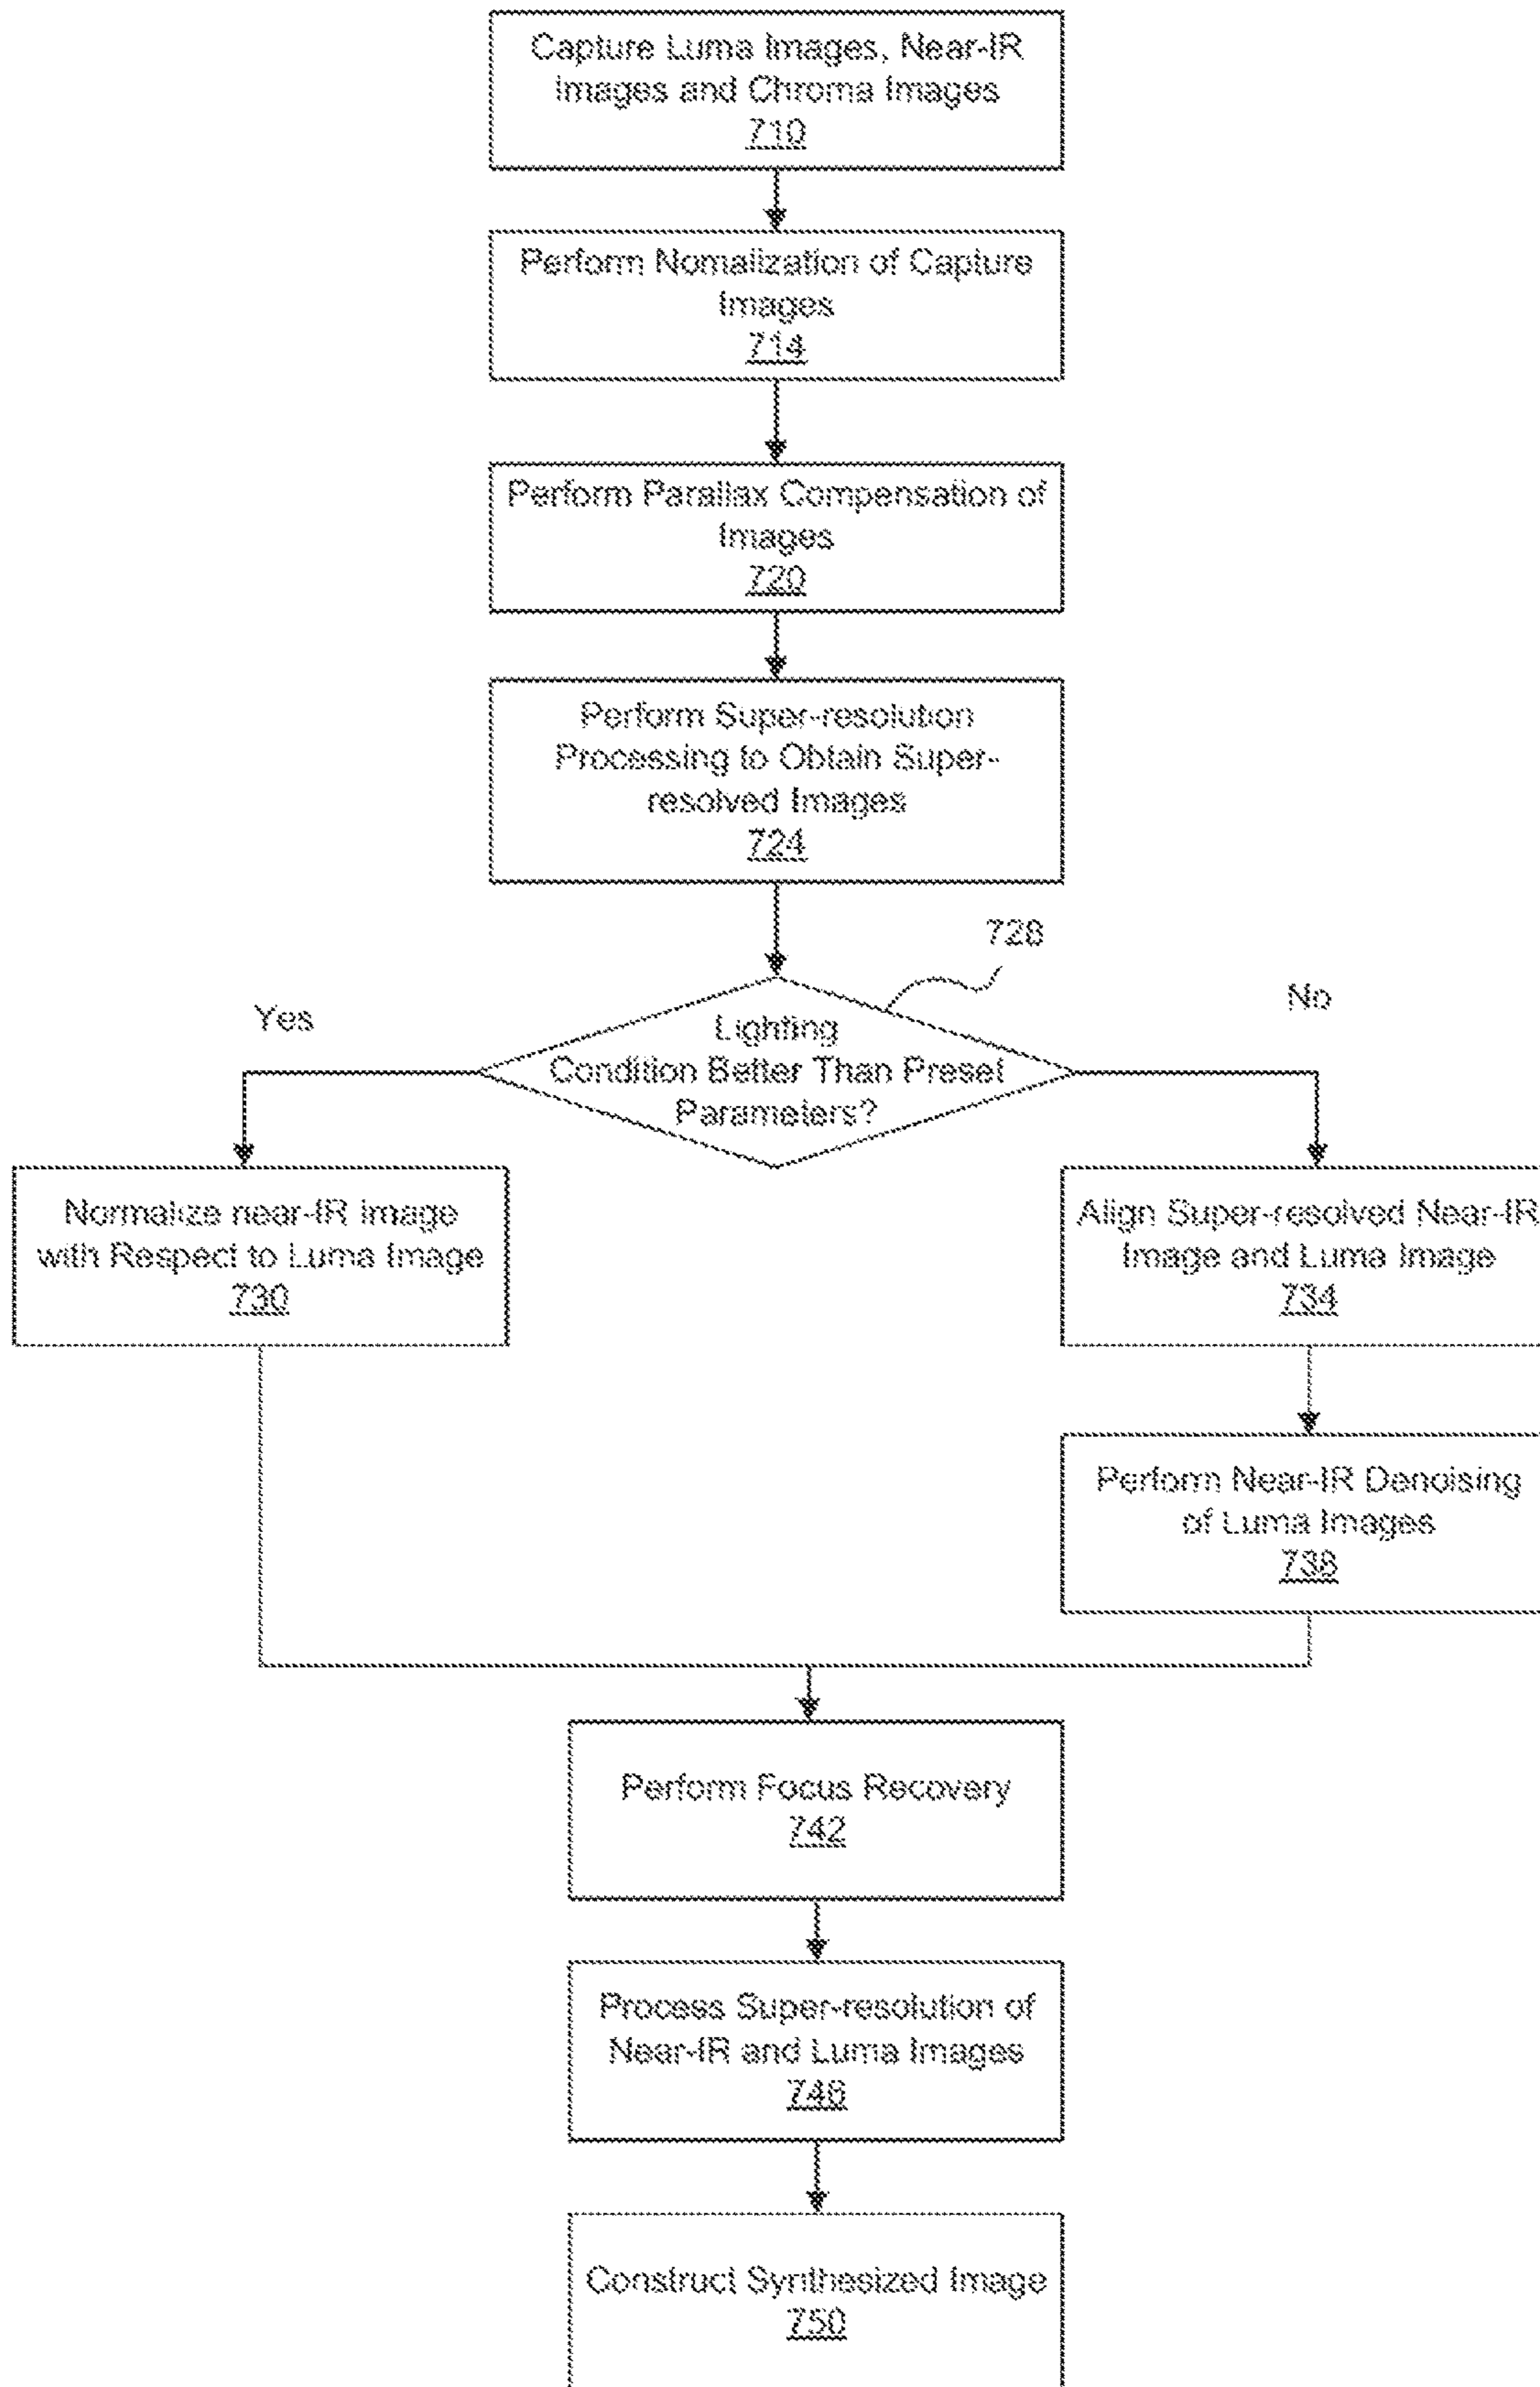 Capture Luma Images, Near-IR
Images and Chroma Images
710
Perform Nomalization of Capture
Images
714
Perform Parallax Compensation of
Images
720
Perform Super-resolution
Processing to Obtain Super-
resolved Images
724
728
Yes
No
Lighting
Condition Better Than Preset
Parameters?
Normalize near-IR image
with Respect to Luma Image
730
Align Super-resolved Near-IR
Image and Luma Image
734
Perform Near-IR Denoising
of Luma Images
738
Perform Focus Recovery
742
Process Super-resolution of
Near-IR and Luma Images
746
Construct Synthesized Image
750